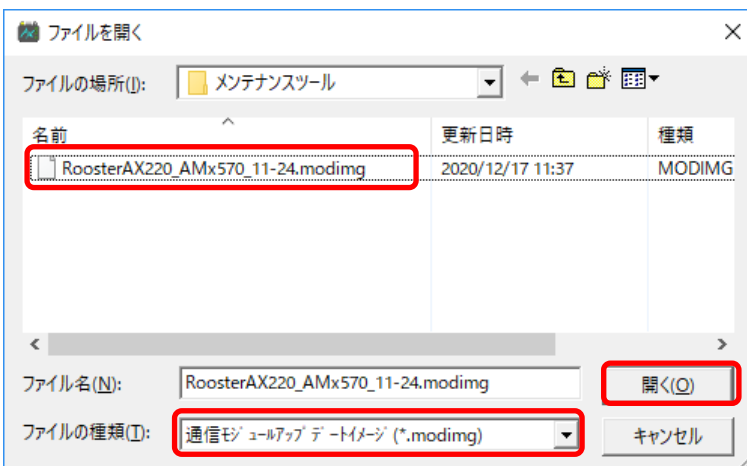 ファイルを開く
ファイルの場所(I): メンテナンスツール
名前 更新日時 種類
RoosterAX220_AMx570_11-24.modimg 2020/12/17 11:37 MODIMG
ファイル名(N): RoosterAX220_AMx570_11-24.modimg 開く(O)
ファイルの種類(T): 通信ﾓｼﾞｭｰﾙｱｯﾌﾟﾃﾞｰﾄｲﾒｰｼﾞ (*.modimg) キャンセル